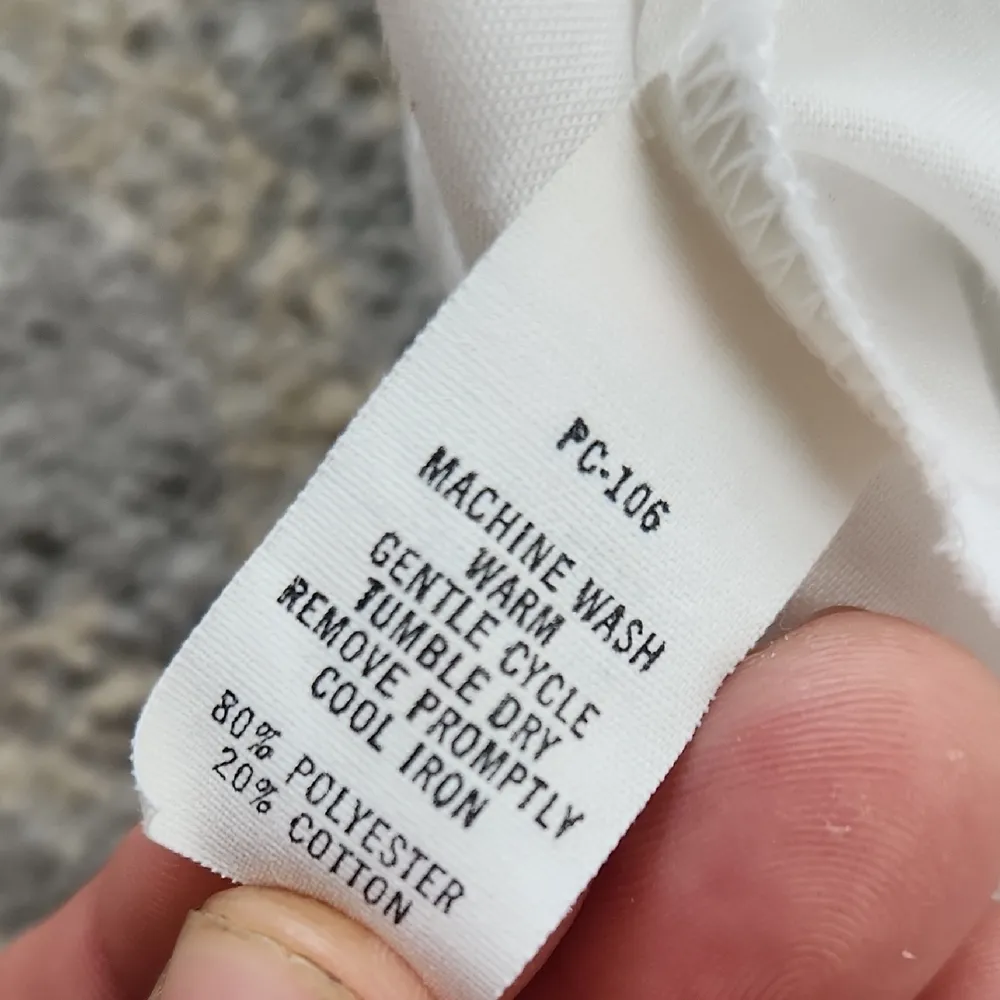 PC-106
MACHINE WASH
WARM
GENTLE CYCLE
TUMBLE DRY
REMOVE PROMPTLY
COOL IRON
80% POLYESTER
20% COTTON